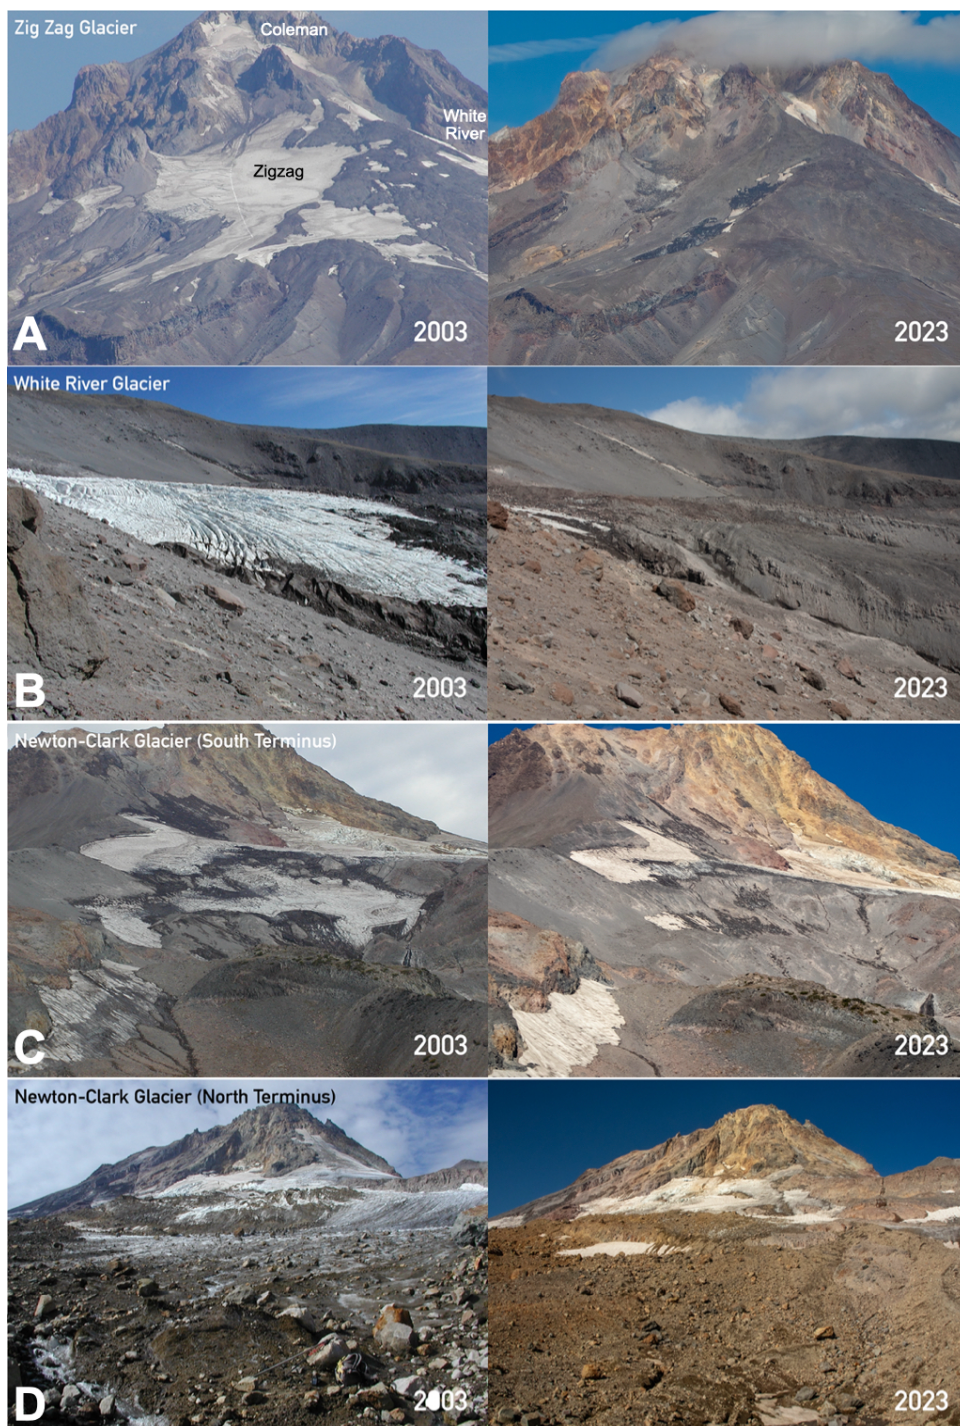 Zig Zag Glacier
Coleman
White
River
Zigzag
A
2003
2023
White River Glacier
B
2003
2023
Newton-Clark Glacier (South Terminus)
C
2003
2023
Newton-Clark Glacier (North Terminus)
D
2003
2023